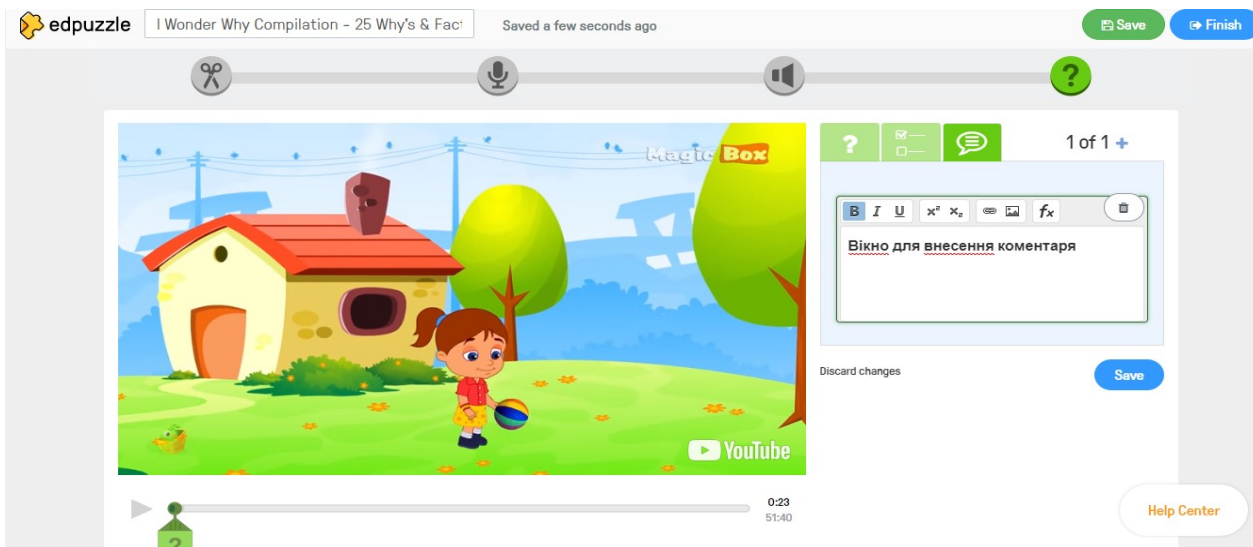 edpuzzle
I Wonder Why Compilation - 25 Why's & Fact
Saved a few seconds ago
Save
Finish
?
Magic Box
?
1 of 1 +
B I U x² x₂ fx
Вікно для внесення коментаря
Discard changes
Save
YouTube
0:23
51:40
Help Center
?